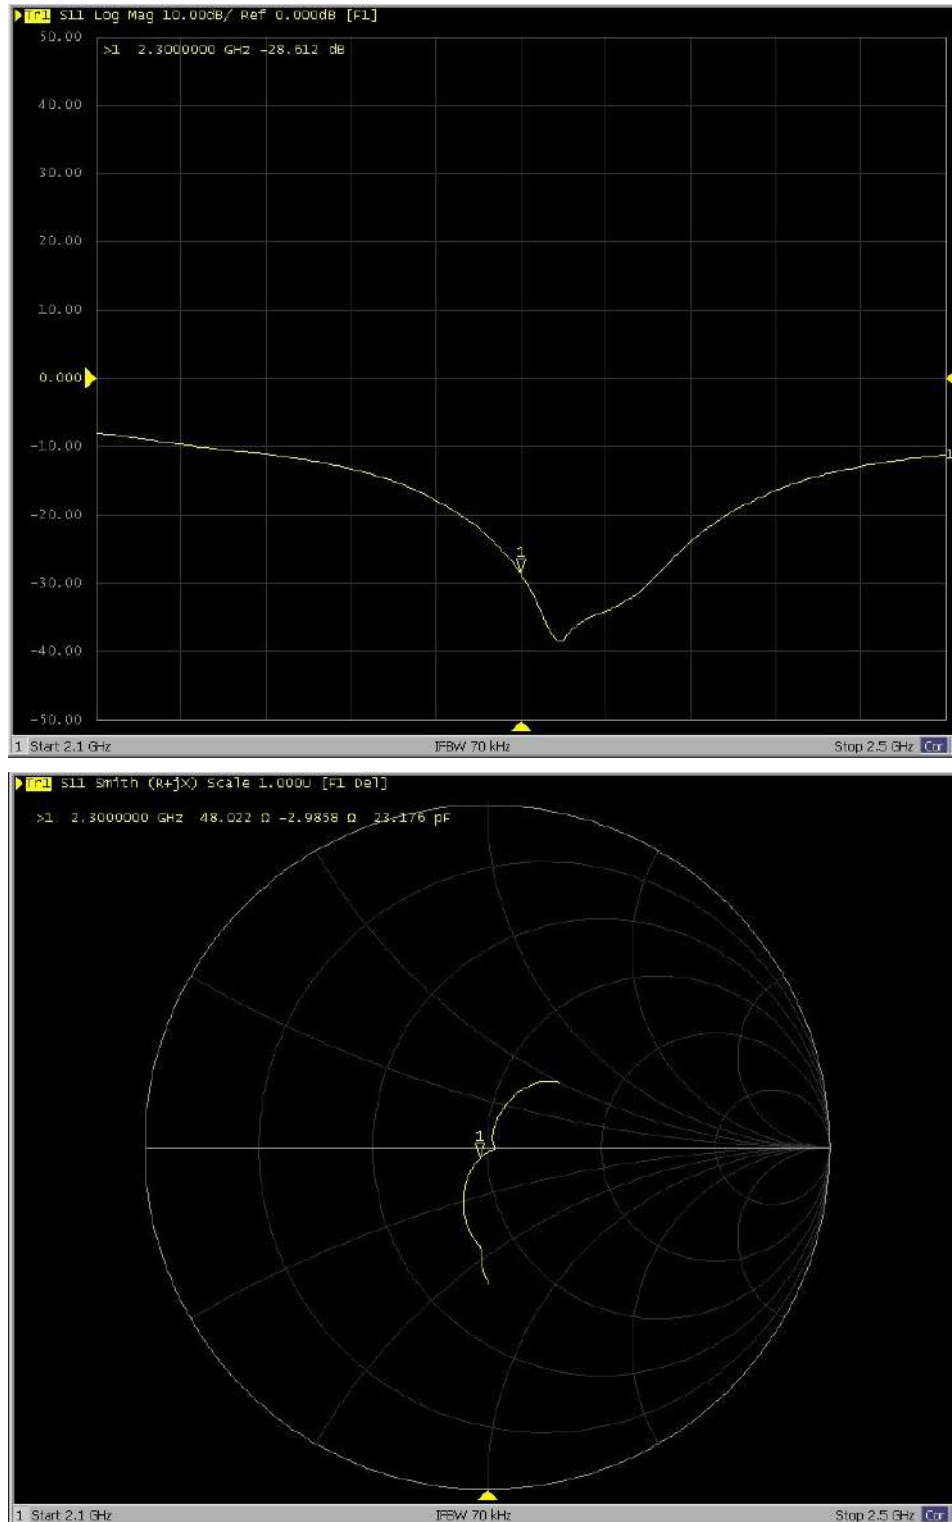 Tr1 S11 Log Mag 10.00dB/ Ref 0.000dB [F1]
50.00
>1 2.3000000 GHz -28.612 dB
40.00
30.00
20.00
10.00
0.000
-10.00
1
-20.00
1
-30.00
-40.00
-50.00
1 Start 2.1 GHz IFBW 70 kHz Stop 2.5 GHz Cor
Tr1 S11 Smith (R+jX) Scale 1.000U [F1 Del]
>1 2.3000000 GHz 48.022 Ω -2.9858 Ω 23.176 pF
1
1 Start 2.1 GHz IFBW 70 kHz Stop 2.5 GHz Cor